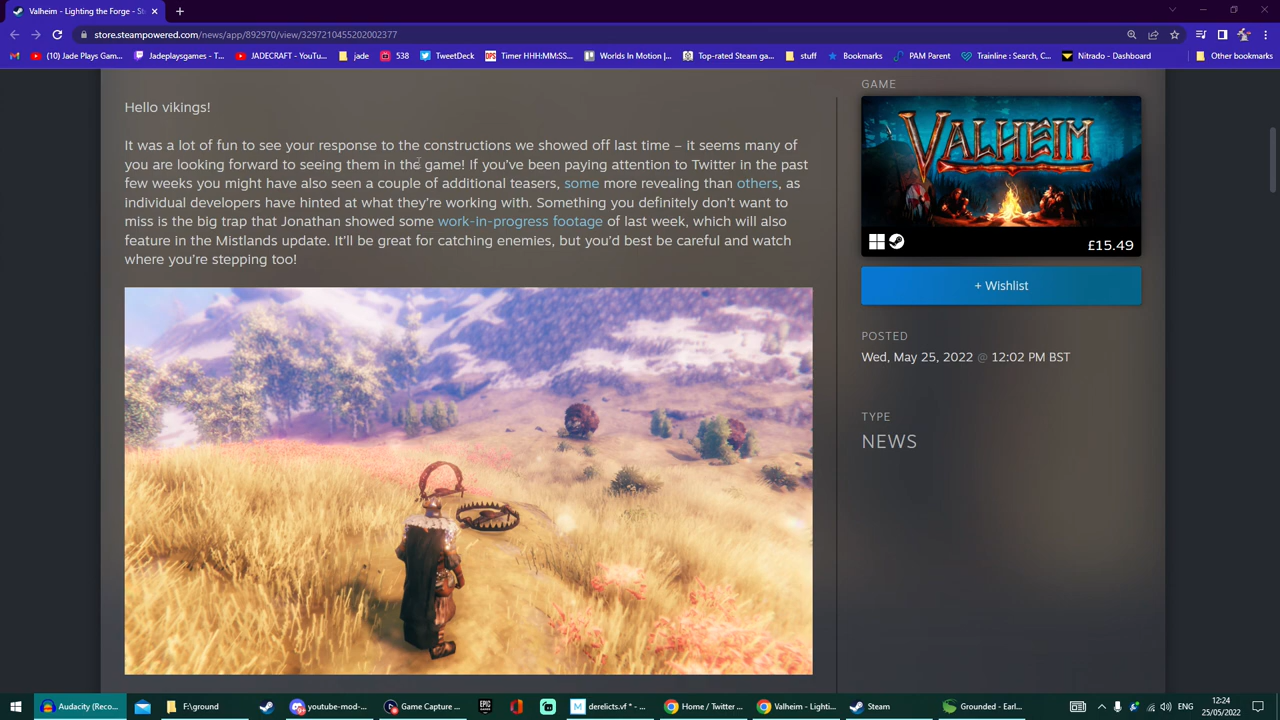 Valheim - Lighting the Forge - St
store.steampowered.com/news/app/892970/view/3297210455202002377
(10) Jade Plays Gam...
Jadeplaysgames - T...
JADECRAFT - YouTu...
jade
538
TweetDeck
Timer HHH:MM:SS...
Worlds In Motion |...
Top-rated Steam ga...
stuff
Bookmarks
PAM Parent
Trainline : Search, C...
Nitrado - Dashboard
Other bookmarks
Hello vikings!
It was a lot of fun to see your response to the constructions we showed off last time – it seems many of
you are looking forward to seeing them in the game! If you've been paying attention to Twitter in the past
few weeks you might have also seen a couple of additional teasers, some more revealing than others, as
individual developers have hinted at what they're working with. Something you definitely don't want to
miss is the big trap that Jonathan showed some work-in-progress footage of last week, which will also
feature in the Mistlands update. It'll be great for catching enemies, but you'd best be careful and watch
where you're stepping too!
GAME
VALHEIM
£15.49
+ Wishlist
POSTED
Wed, May 25, 2022 @ 12:02 PM BST
TYPE
NEWS
Audacity (Reco...
F:\ground
youtube-mod-...
Game Capture ...
EPIC GAMES
derelicts.vf * - ...
Home / Twitter ...
Valheim - Lighti...
Steam
Grounded - Earl...
ENG
12:24
25/05/2022